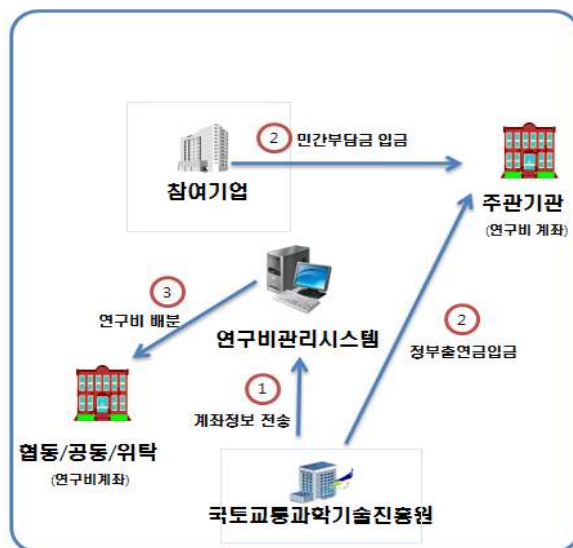 ② 민간부담금 입금
참여기업
주관기관
(연구비 계좌)
③
연구비 배분
연구비관리시스템
②
정부출연금입금
①
계좌정보 전송
협동/공동/위탁
(연구비계좌)
국토교통과학기술진흥원